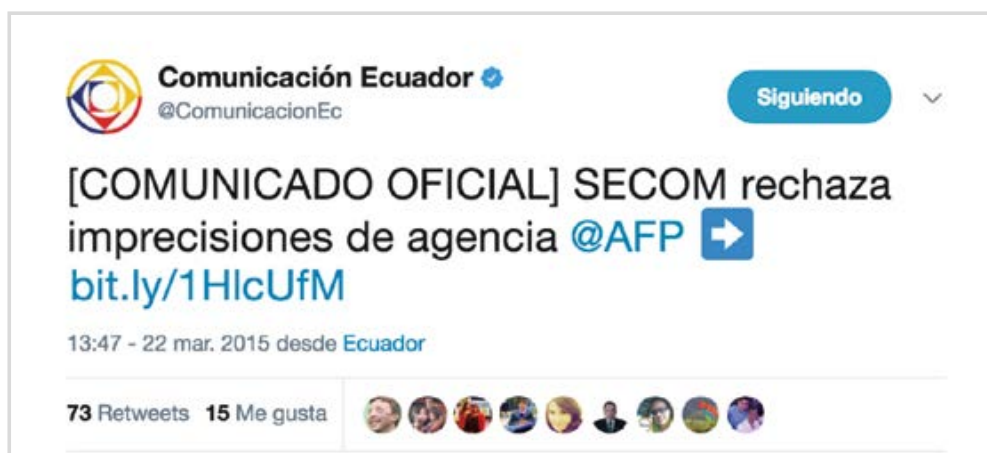 Comunicación Ecuador
@ComunicacionEc
Siguiendo
[COMUNICADO OFICIAL] SECOM rechaza
imprecisiones de agencia @AFP ➡
bit.ly/1HlcUfM
13:47 - 22 mar. 2015 desde Ecuador
73 Retweets 15 Me gusta